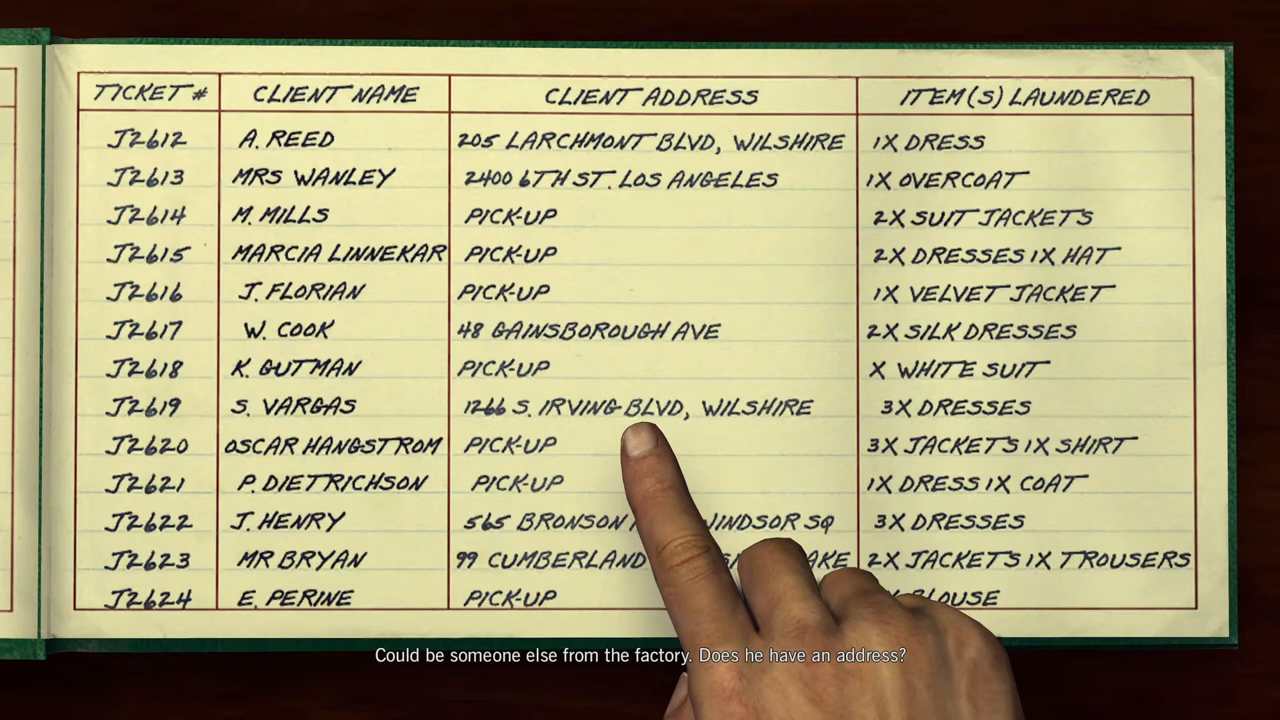 TICKET # CLIENT NAME CLIENT ADDRESS ITEM(S) LAUNDERED
J2612 A. REED 205 LARCHMONT BLVD, WILSHIRE 1X DRESS
J2613 MRS WANLEY 2400 6TH ST. LOS ANGELES 1X OVERCOAT
J2614 M. MILLS PICK-UP 2X SUIT JACKETS
J2615 MARCIA LINNEKAR PICK-UP 2X DRESSES 1X HAT
J2616 J. FLORIAN PICK-UP 1X VELVET JACKET
J2617 W. COOK 48 GAINSBOROUGH AVE 2X SILK DRESSES
J2618 K. GUTMAN PICK-UP X WHITE SUIT
J2619 S. VARGAS 1266 S. IRVING BLVD, WILSHIRE 3X DRESSES
J2620 OSCAR HANGSTROM PICK-UP 3X JACKETS 1X SHIRT
J2621 P. DIETRICHSON PICK-UP 1X DRESS 1X COAT
J2622 J. HENRY 565 BRONSON WINDSOR SQ 3X DRESSES
J2623 MR BRYAN 99 CUMBERLAND 2X JACKETS 1X TROUSERS
J2624 E. PERINE PICK-UP BLOUSE
Could be someone else from the factory. Does he have an address?